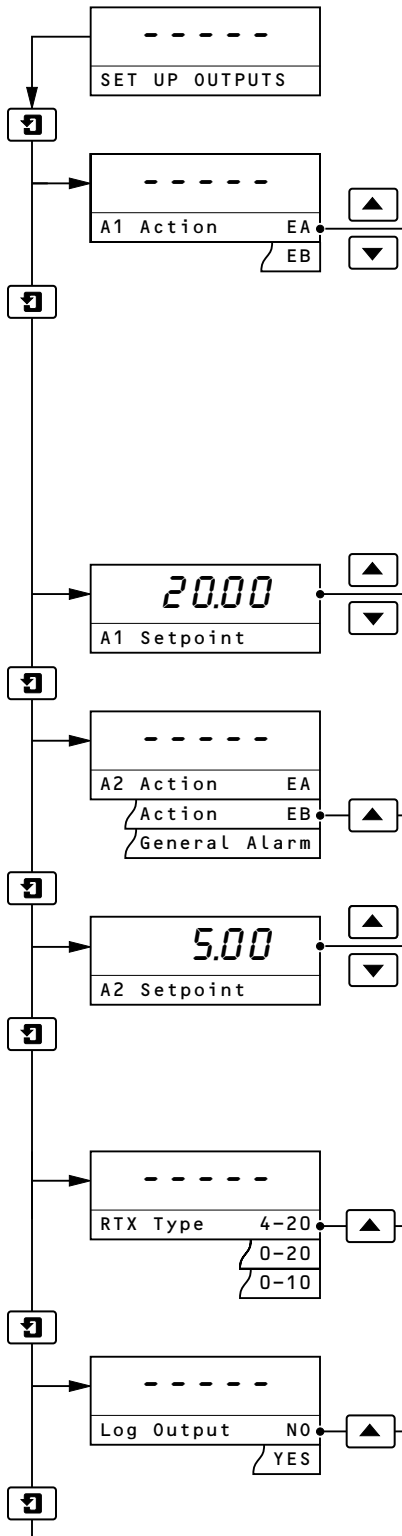 - - - - -
SET UP OUTPUTS
- - - - -
A1 Action EA
EB
20.00
A1 Setpoint
- - - - -
A2 Action EA
Action EB
General Alarm
5.00
A2 Setpoint
- - - - -
RTX Type 4-20
0-20
0-10
- - - - -
Log Output NO
YES